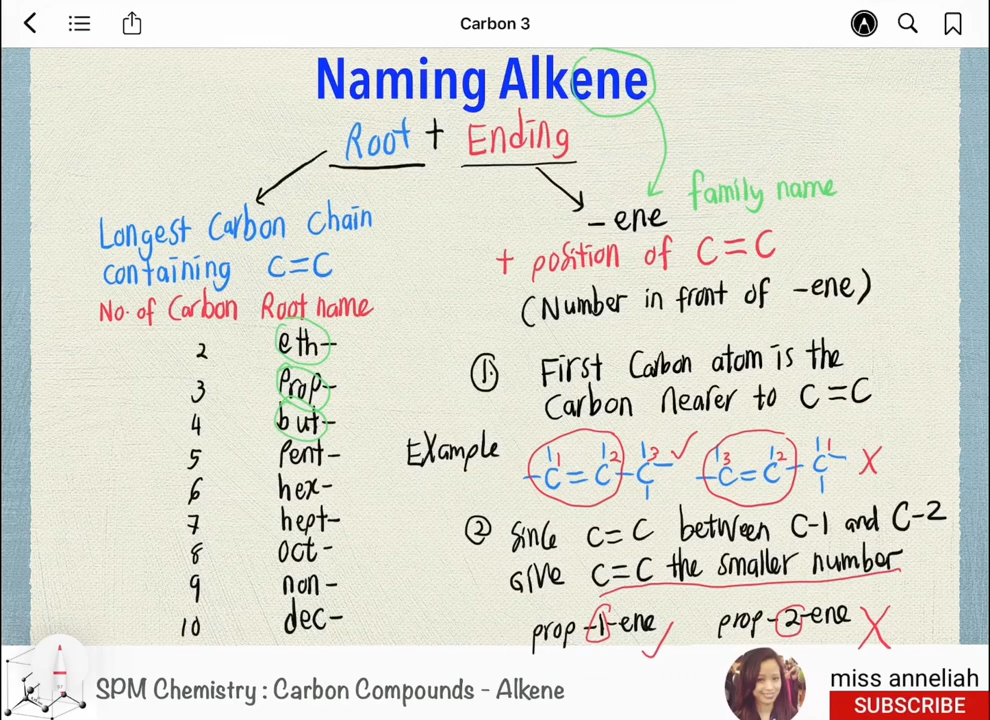 Carbon 3
Naming Alkene
Root + Ending
family name
-ene
Longest Carbon Chain
containing C=C
+ position of C=C
(Number in front of -ene)
No. of Carbon Root name
2 eth-
3 Prop-
4 but-
5 Pent-
6 hex-
7 hept-
8 oct-
9 non-
10 dec-
① First Carbon atom is the
Carbon nearer to C=C
Example
1 2 3 ✓ 3 2 1 X
-C=C-C- -C=C-C-
② Since C=C between C-1 and C-2
Give C=C the smaller number
prop-1-ene ✓ prop-2-ene X
SPM Chemistry : Carbon Compounds - Alkene
miss anneliah
SUBSCRIBE